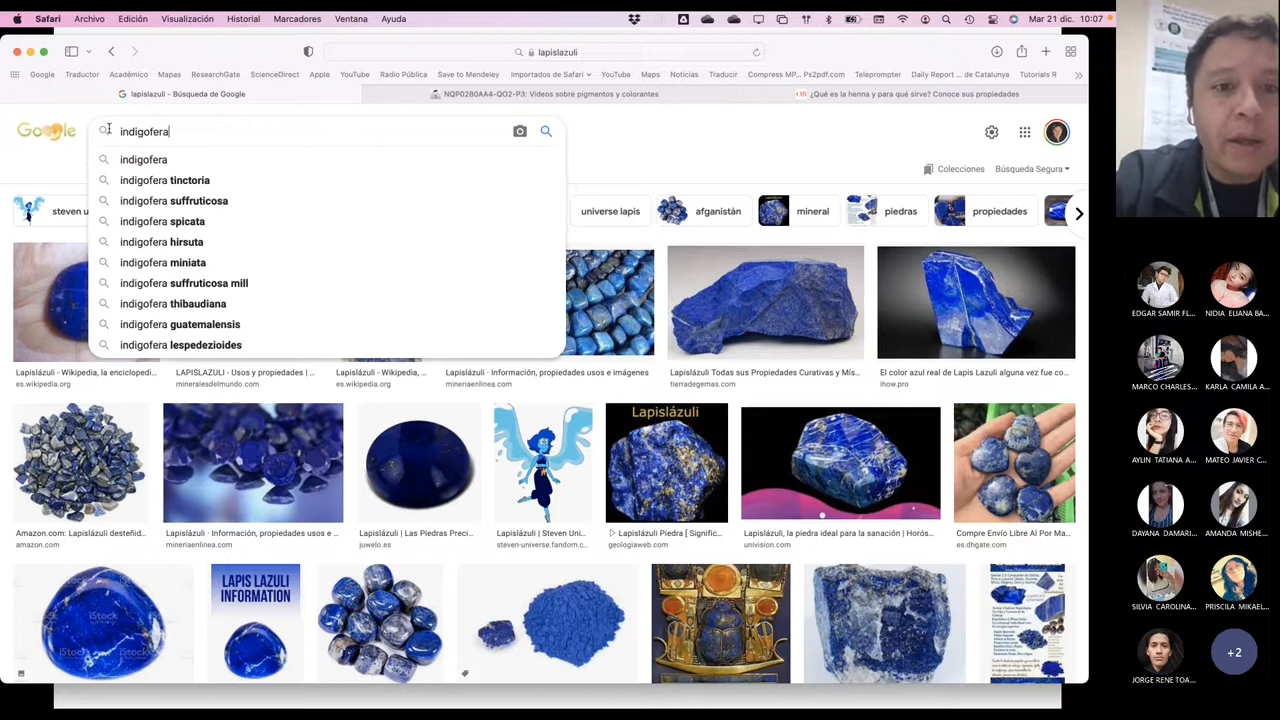 Safari Archivo Edición Visualización Historial Marcadores Ventana Ayuda Mar 21 dic. 10:07
lapislazuli
Google Traductor Académico Mapas ResearchGate ScienceDirect Apple YouTube Radio Pública Save to Mendeley Importados de Safari YouTube Maps Noticias Traducir Compress MP... Ps2pdf.com Teleprompter Daily Report ... de Catalunya Tutorials R
lapislazuli - Búsqueda de Google NQP02B0AA4-QO2-P3: Vídeos sobre pigmentos y colorantes ¿Qué es la henna y para qué sirve? Conoce sus propiedades
Google indigofera
indigofera
indigofera tinctoria
indigofera suffruticosa
indigofera spicata
indigofera hirsuta
indigofera miniata
indigofera suffruticosa mill
indigofera thibaudiana
indigofera guatemalensis
indigofera lespedezioides
Colecciones Búsqueda Segura
steven u universe lapis afganistán mineral piedras propiedades
Lapislázuli - Wikipedia, la enciclopedi... LAPISLAZULI - Usos y propiedades | ... Lapislázuli - Wikipedia, ... Lapislázuli · Información, propiedades usos e imágenes Lapislázuli Todas sus Propiedades Curativas y Mís... El color azul real de Lapis Lazuli alguna vez fue co...
es.wikipedia.org mineralesdelmundo.com es.wikipedia.org mineriaenlinea.com tierradegemas.com ihow.pro
Lapislázuli
Amazon.com: Lapislázuli desteñid... Lapislázuli · Información, propiedades usos e ... Lapislázuli | Las Piedras Preci... Lapislázuli | Steven Uni... ▷ Lapislázuli Piedra [ Signific... Lapislázuli, la piedra ideal para la sanación | Horós... Compre Envío Libre Al Por Ma...
amazon.com mineriaenlinea.com juwelo.es steven-universe.fandom.c... geologiaweb.com univision.com es.dhgate.com
LAPIS LAZULI
INFORMATION
iStock
iStock
EDGAR SAMIR FL... NIDIA ELIANA BA...
MARCO CHARLES... KARLA CAMILA A...
AYLIN TATIANA A... MATEO JAVIER C...
DAYANA DAMARI... AMANDA MISHE...
SILVIA CAROLINA... PRISCILA MIKAEL...
JORGE RENE TOA... +2